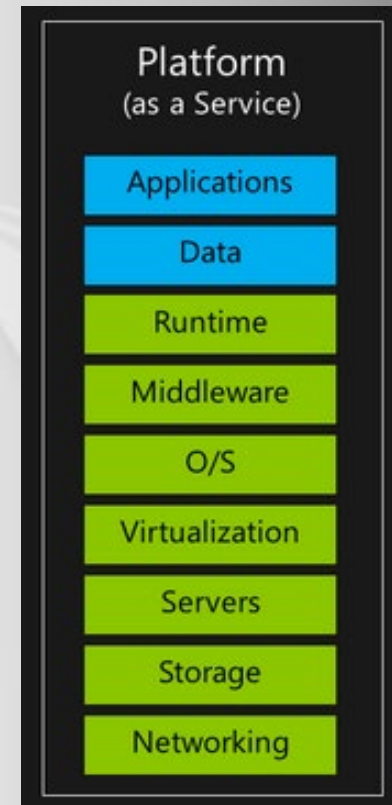 Platform
(as a Service)
Applications
Data
Runtime
Middleware
O/S
Virtualization
Servers
Storage
Networking